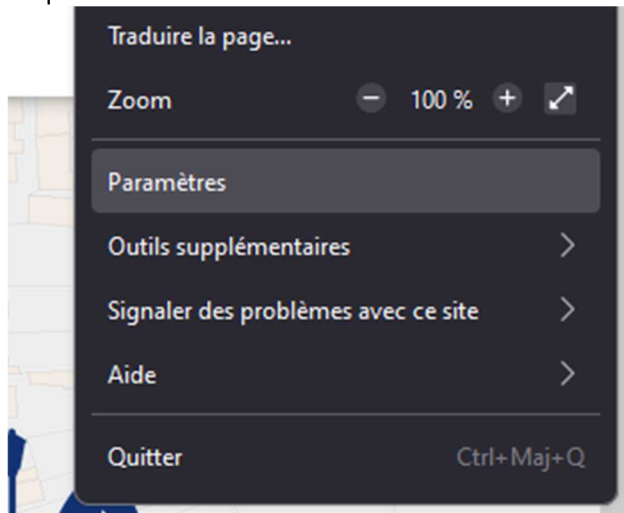 Traduire la page...
Zoom − 100 % +
Paramètres
Outils supplémentaires
Signaler des problèmes avec ce site
Aide
Quitter Ctrl+Maj+Q